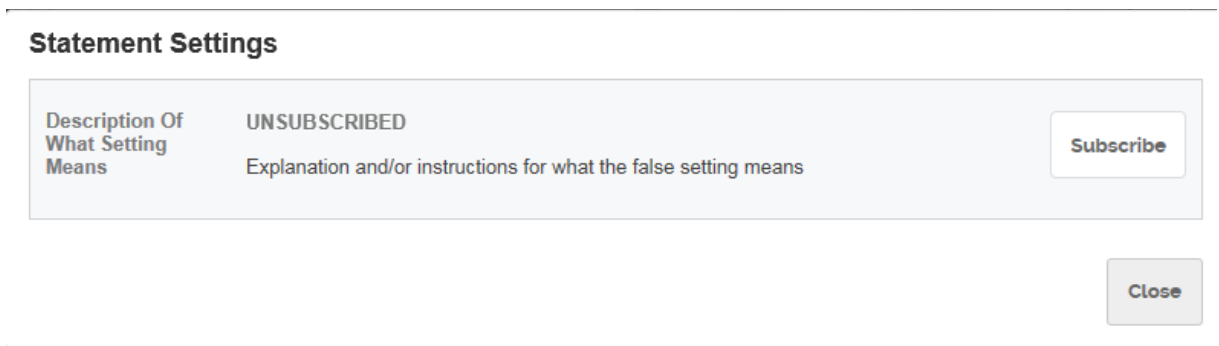 Statement Settings
Description Of
What Setting
Means
UNSUBSCRIBED
Explanation and/or instructions for what the false setting means
Subscribe
Close